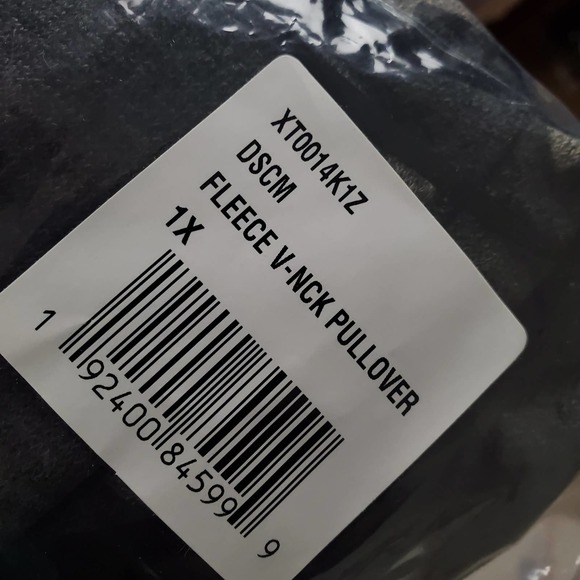 XT0014K1Z
DSCM
FLEECE V-NCK PULLOVER
1X
1 92400 84599 9